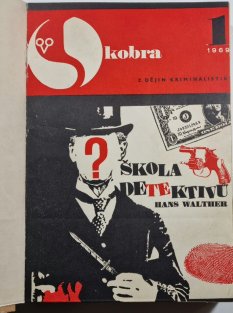 kobra
1
1969
Z DĚJIN KRIMINALISTIKY
?
ŠKOLA
DETEKTIVŮ
HANS WALTHER